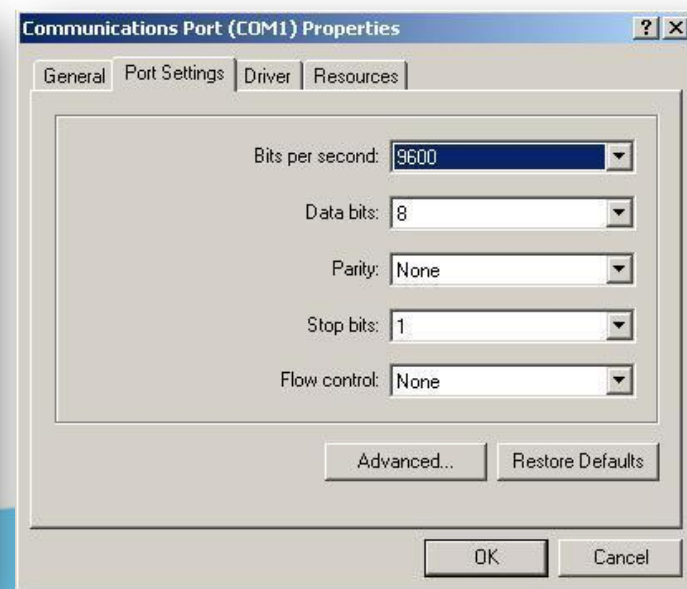 Communications Port (COM1) Properties
General Port Settings Driver Resources
Bits per second: 9600
Data bits: 8
Parity: None
Stop bits: 1
Flow control: None
Advanced... Restore Defaults
OK Cancel